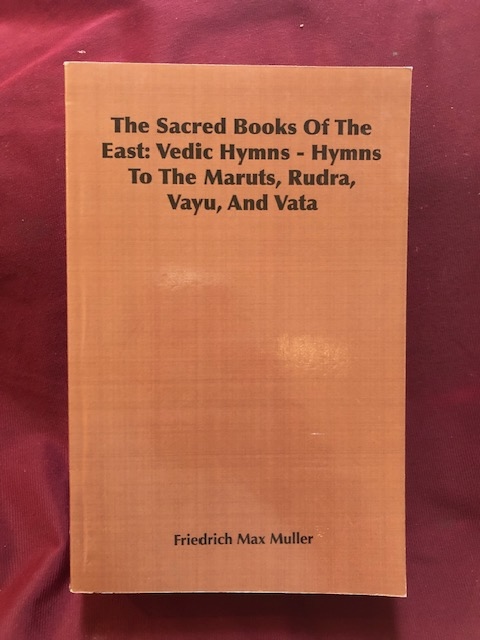 The Sacred Books Of The
East: Vedic Hymns - Hymns
To The Maruts, Rudra,
Vayu, And Vata
Friedrich Max Muller